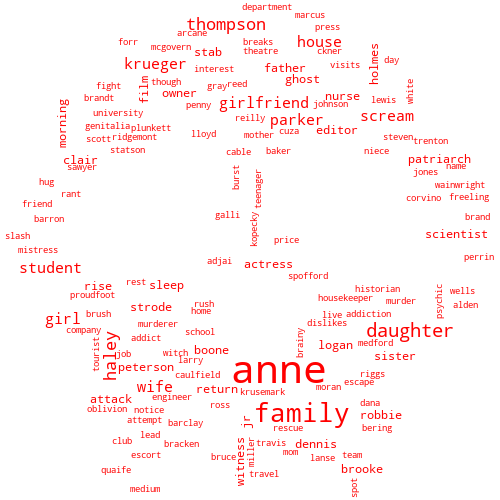 department
marcus
arcane
thompson
press
forr
mcgovern
stab
breaks
theatre
house
ckner
krueger
interest
father
visits
holmes
day
film
though
owner
ghost
gray
reed
nurse
fight
brandt
penny
girlfriend
johnson
lewis
white
morning
university
genitalia
plunkett
reilly
parker
scream
scott
ridgemont
lloyd
mother
cuza
editor
steven
trenton
statson
cable
baker
niece
clair
sawyer
patriarch
name
jones
hug
rant
burst
teenager
wainwright
friend
corvino
freeling
barron
galli
kopecky
brand
slash
price
scientist
mistress
adjai
actress
perrin
student
spofford
rest
sleep
rise
proudfoot
historian
psychic
wells
housekeeper
murder
alden
girl
brush
strode
rush
home
live
addiction
company
murderer
school
dislikes
daughter
tourist
addict
brainy
logan
medford
haley
job
witch
boone
sister
peterson
larry
caulfield
anne
riggs
wife
moran
escape
attack
engineer
return
krusemark
dana
oblivion
notice
ross
family
robbie
attempt
barclay
witness
jr
rescue
bering
club
lead
bracken
miller
travis
dennis
quaife
escort
bruce
mom
lanse
team
travel
brooke
medium
spot